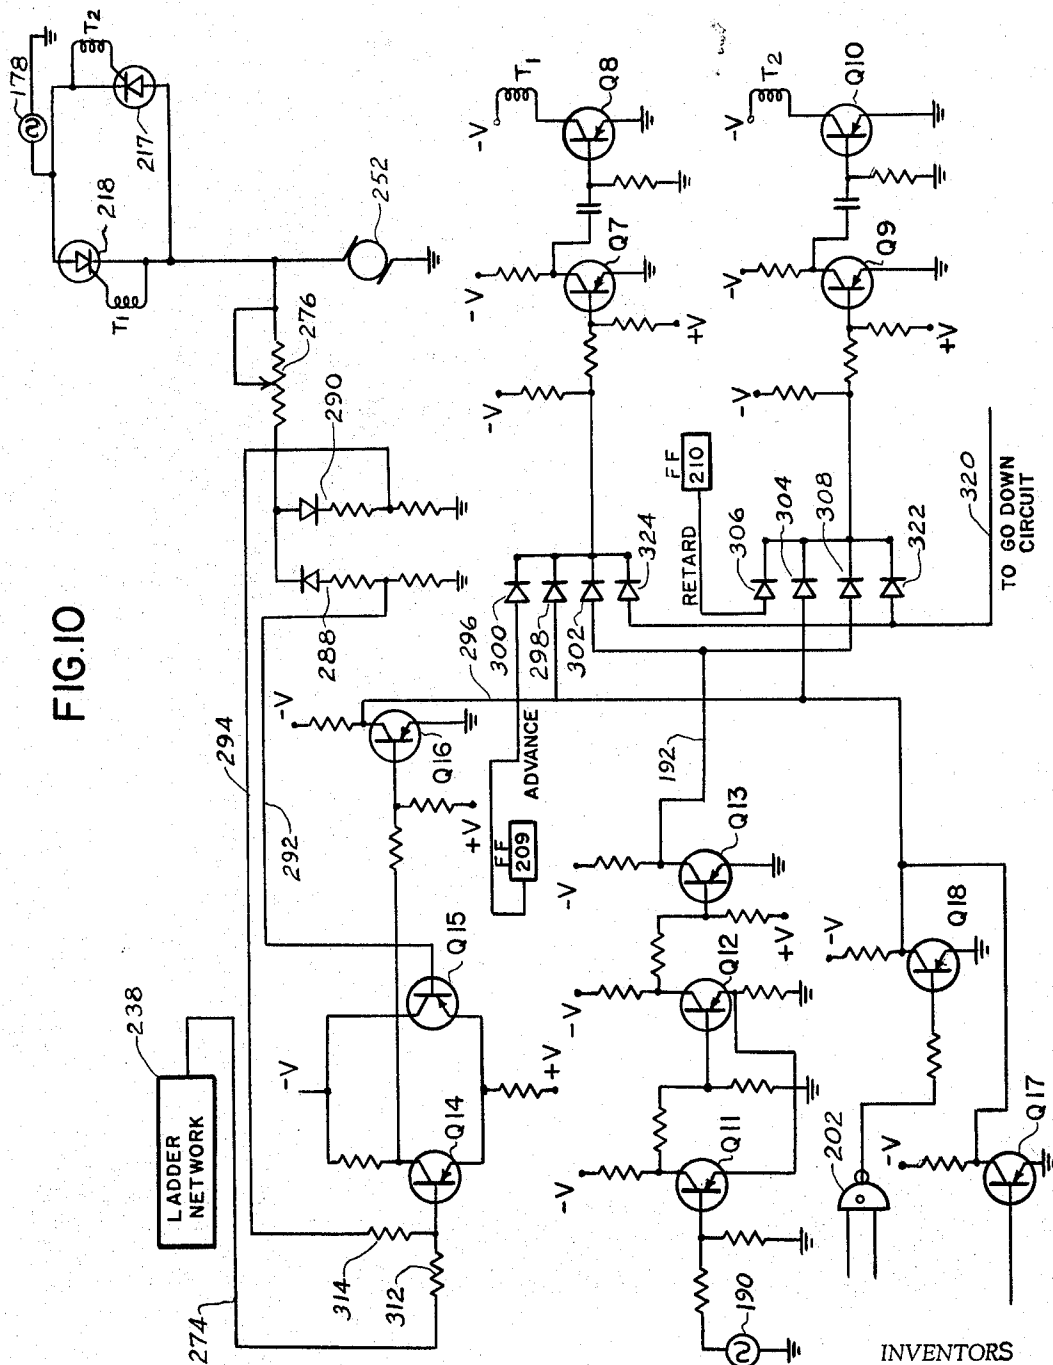 FIG.10
LADDER
NETWORK
238
274
294
292
314
312
-V
Q14
Q15
+V
-V
Q16
+V
296
288
290
276
178
218
217
T1
T2
252
FF
209
ADVANCE
300
298
302
324
-V
-V
Q7
+V
-V
T1
Q8
RETARD
FF
210
306
304
308
322
-V
-V
Q9
+V
-V
T2
Q10
320
TO GO DOWN
CIRCUIT
190
-V
Q11
-V
Q12
+V
-V
Q13
192
202
-V
Q18
-V
Q17
INVENTORS